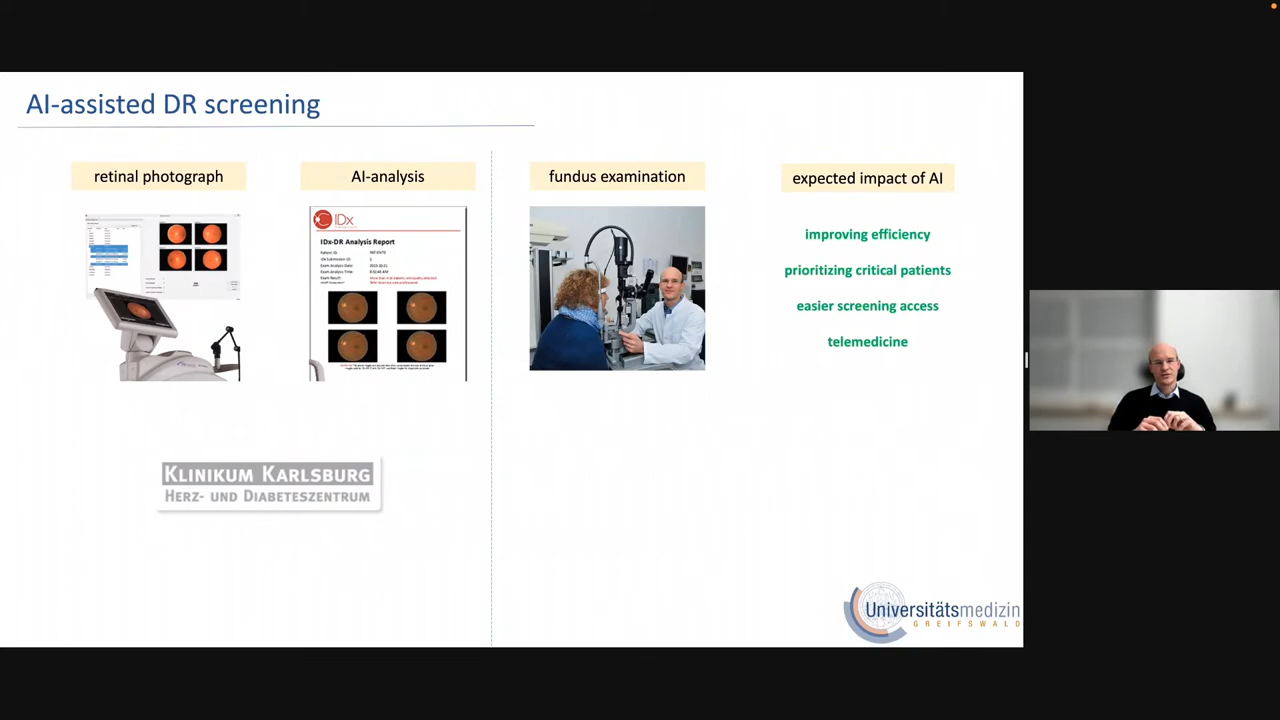 AI-assisted DR screening
retinal photograph
AI-analysis
fundus examination
expected impact of AI
IDx
IDx-DR Analysis Report
improving efficiency
prioritizing critical patients
easier screening access
telemedicine
KLINIKUM KARLSBURG
HERZ- UND DIABETESZENTRUM
Universitätsmedizin
GREIFSWALD